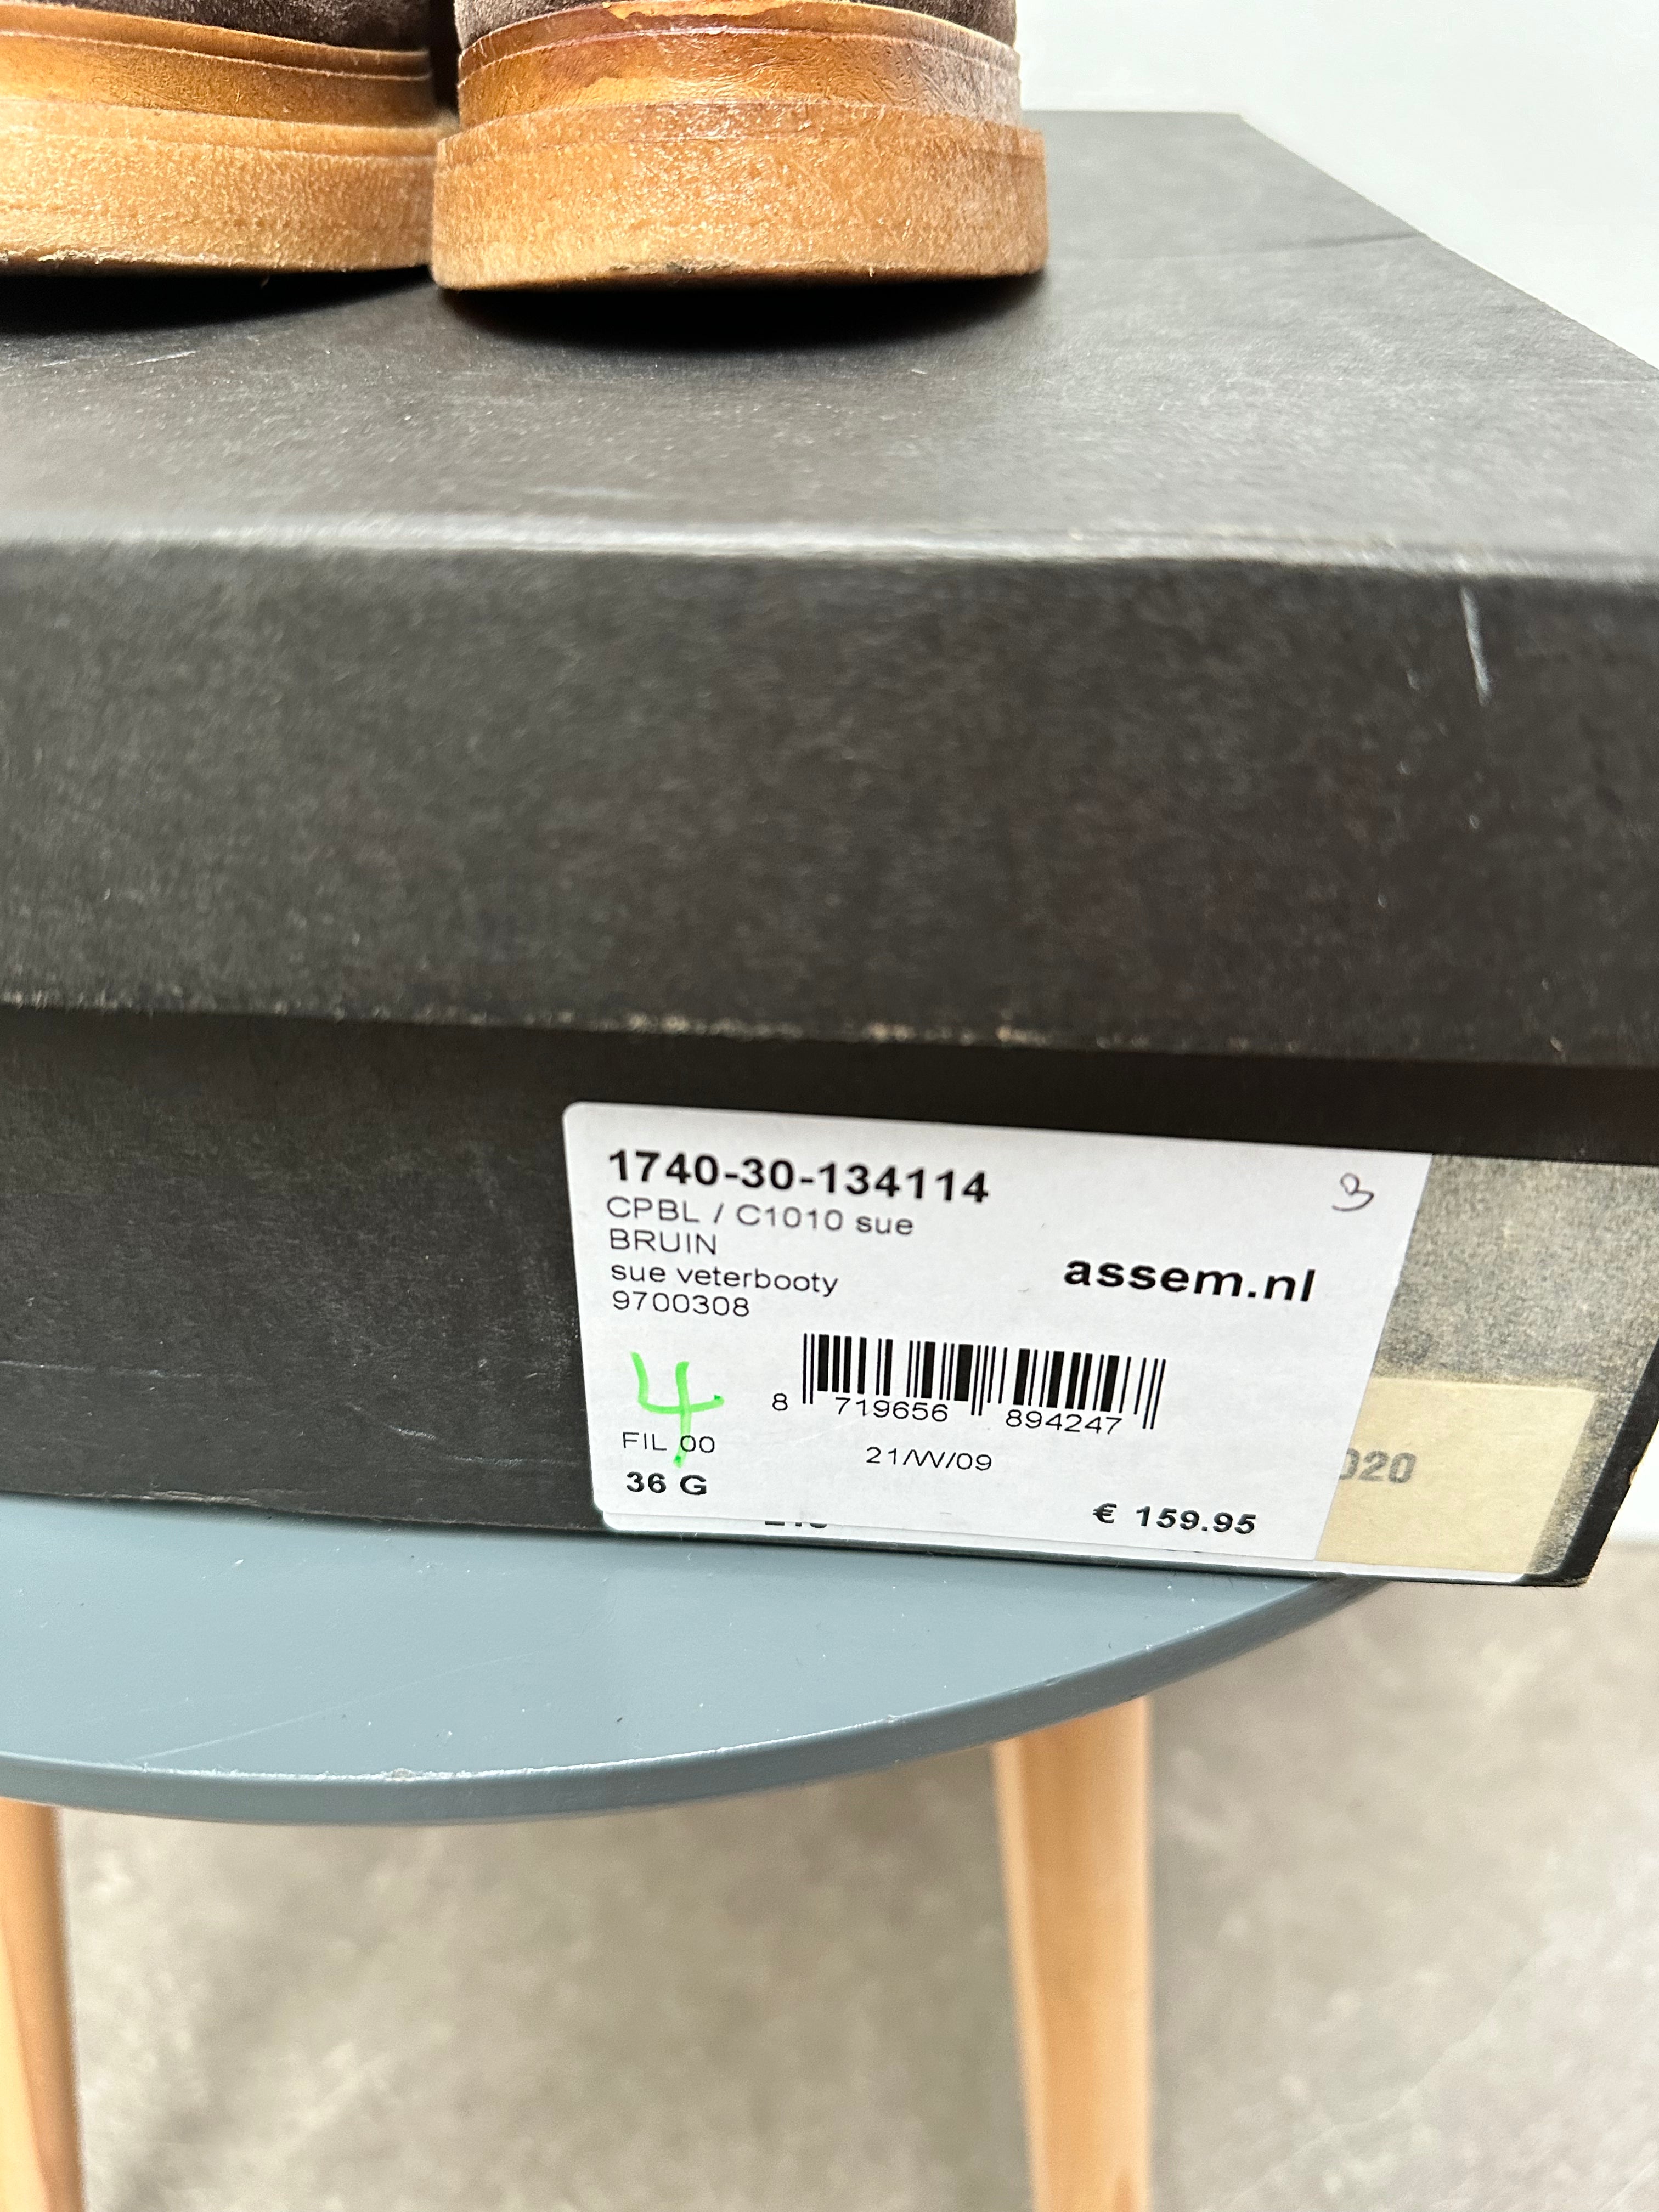 1740-30-134114
3
CPBL / C1010 sue
BRUIN
assem.nl
sue veterbooty
9700308
4
8 719656 894247
FIL 00
21/W/09
36 G
€ 159.95
020